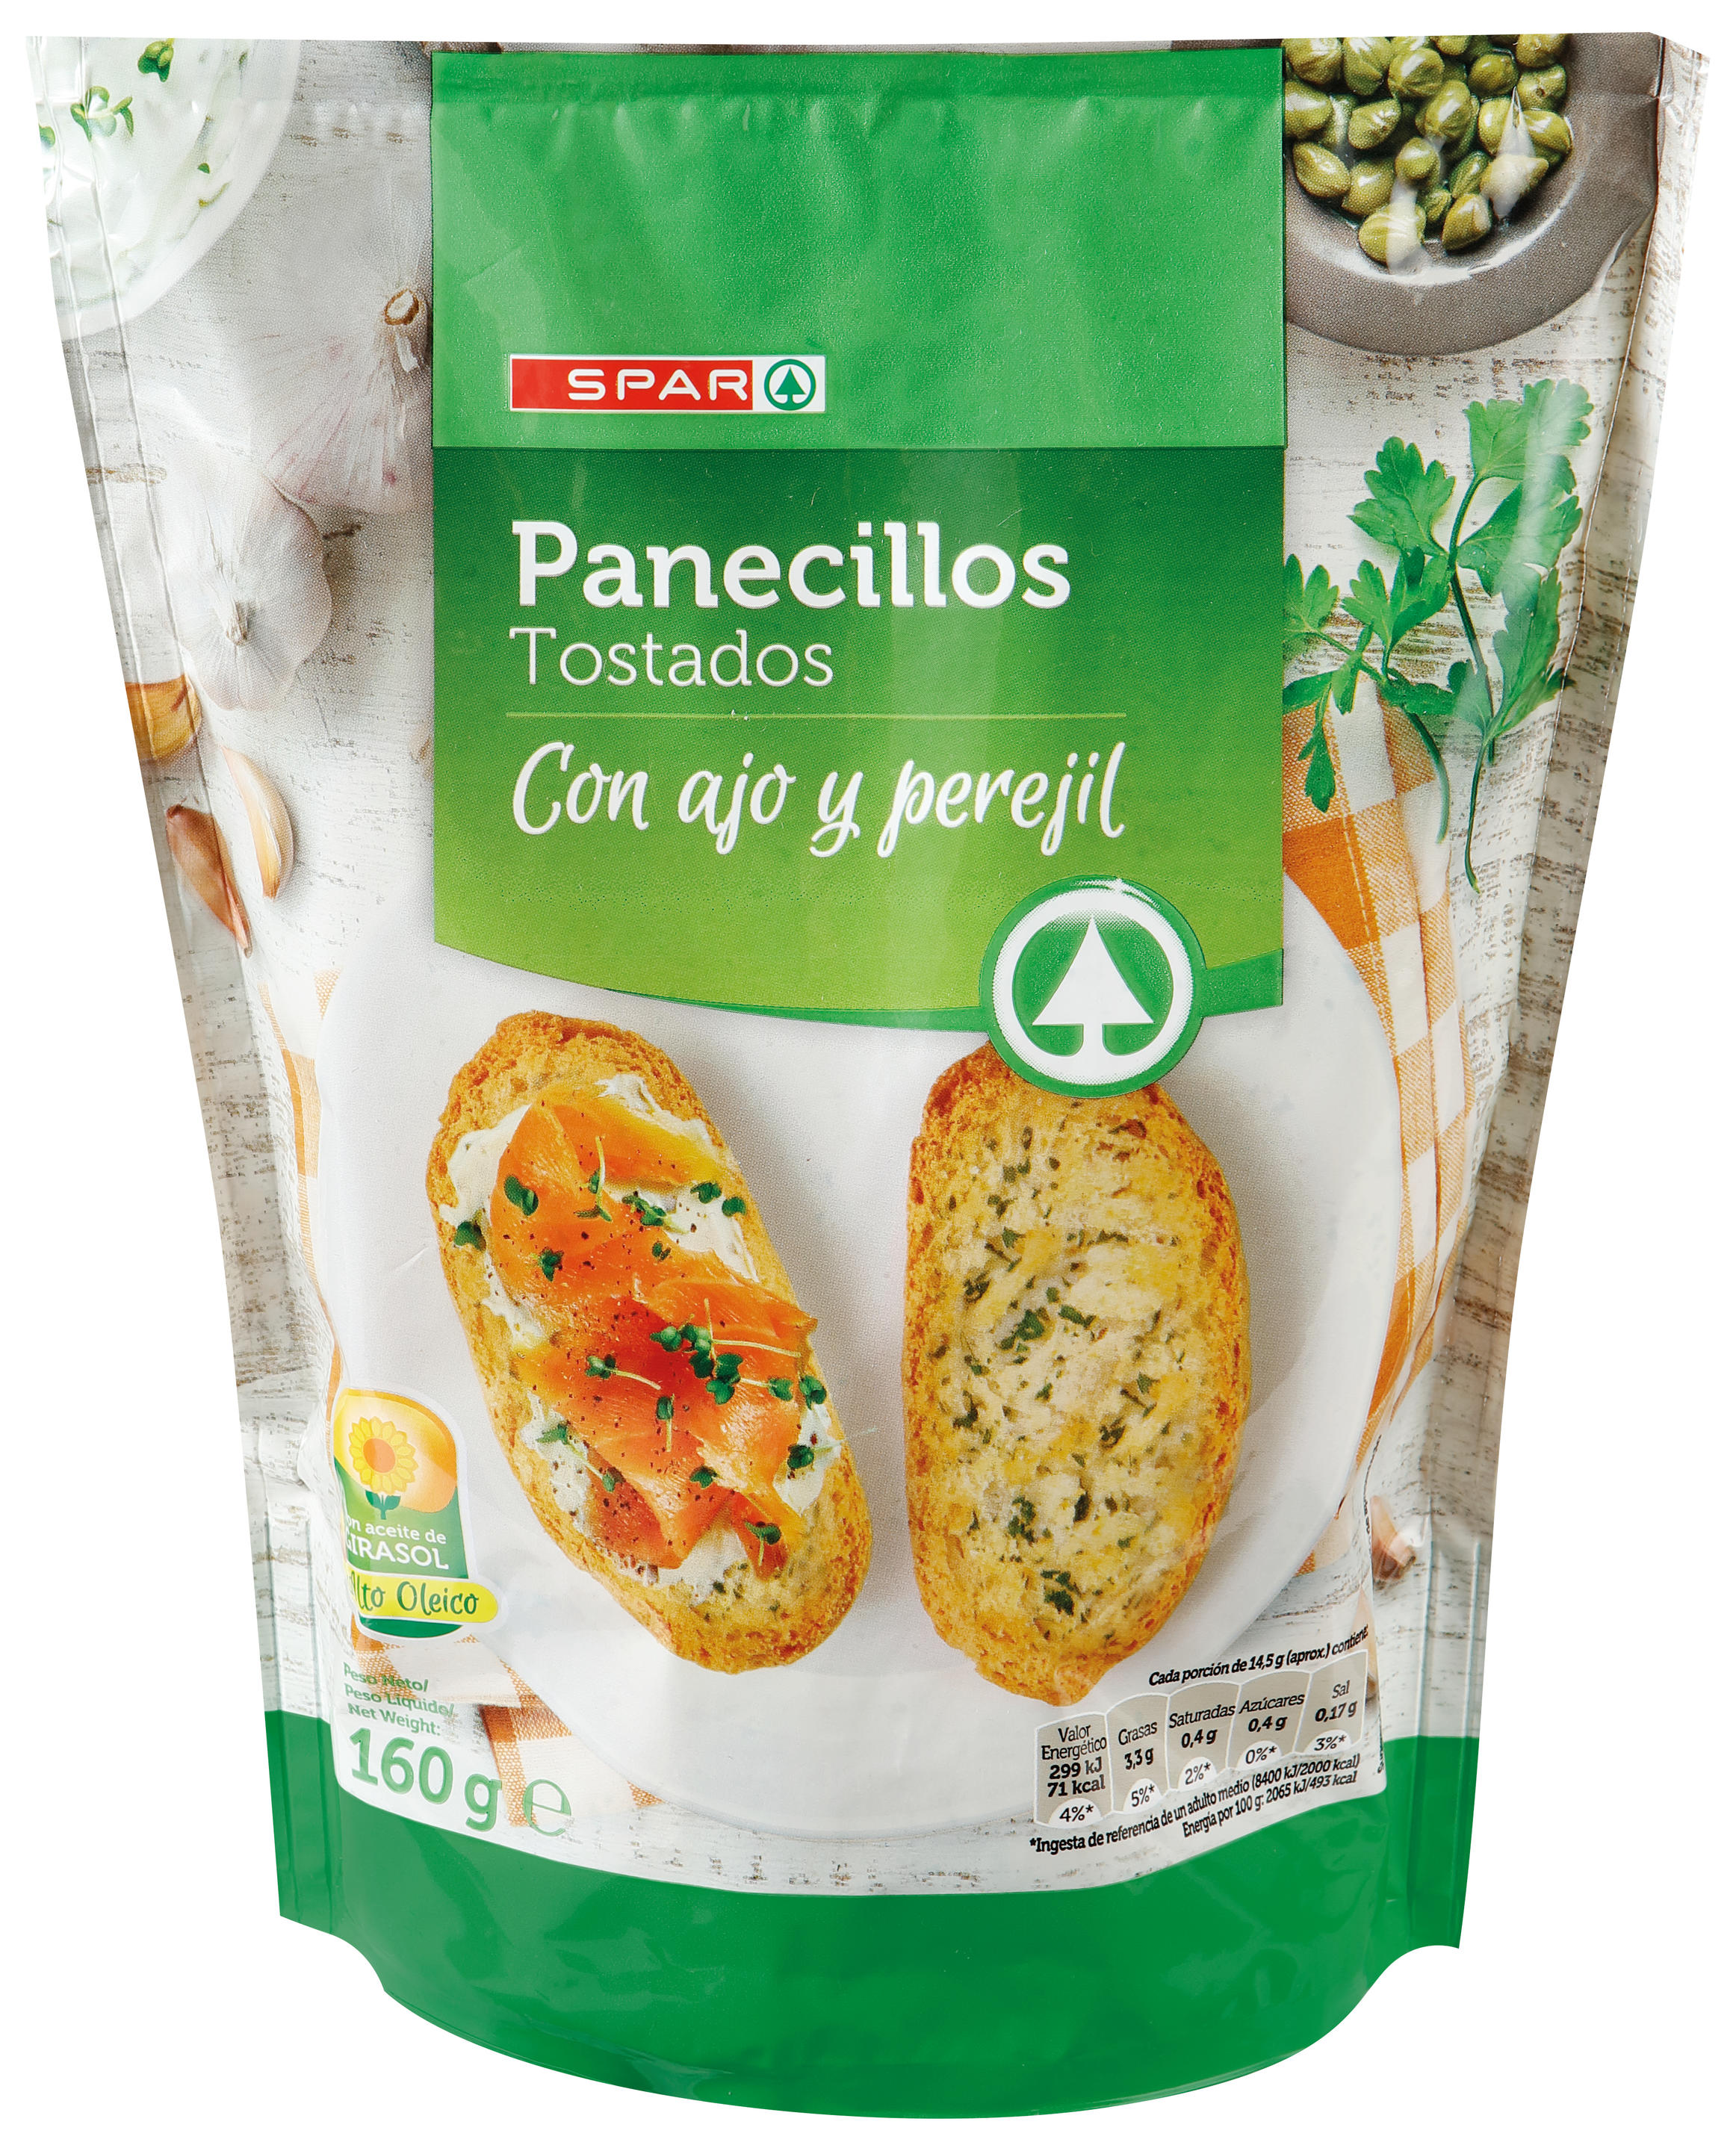 SPAR
Panecillos
Tostados
Con ajo y perejil
aceite de
GIRASOL
Alto Oleico
Peso Neto/
Peso Líquido/
Net Weight:
160 g e
Cada porción de 14,5 g (aprox.) contiene:
Valor Energético 299 kJ 71 kcal 4%*
Grasas 3,3 g 5%*
Saturadas 0,4 g 2%*
Azúcares 0,4 g 0%*
Sal 0,17 g 3%*
*Ingesta de referencia de un adulto medio (8400 kJ/2000 kcal)
Energía por 100 g: 2065 kJ/493 kcal